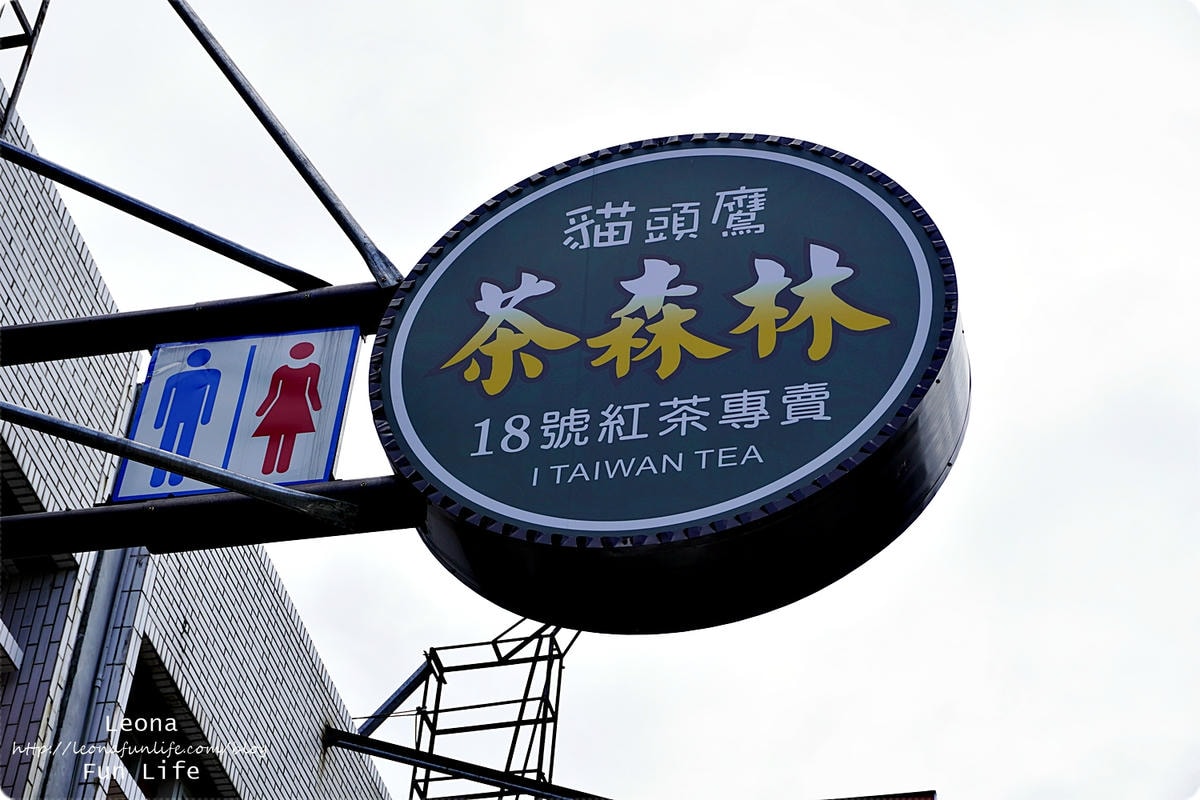 貓頭鷹
茶森林
18號紅茶專賣
I TAIWAN TEA
Leona
http://leonafunlife.com/blog
Fun Life